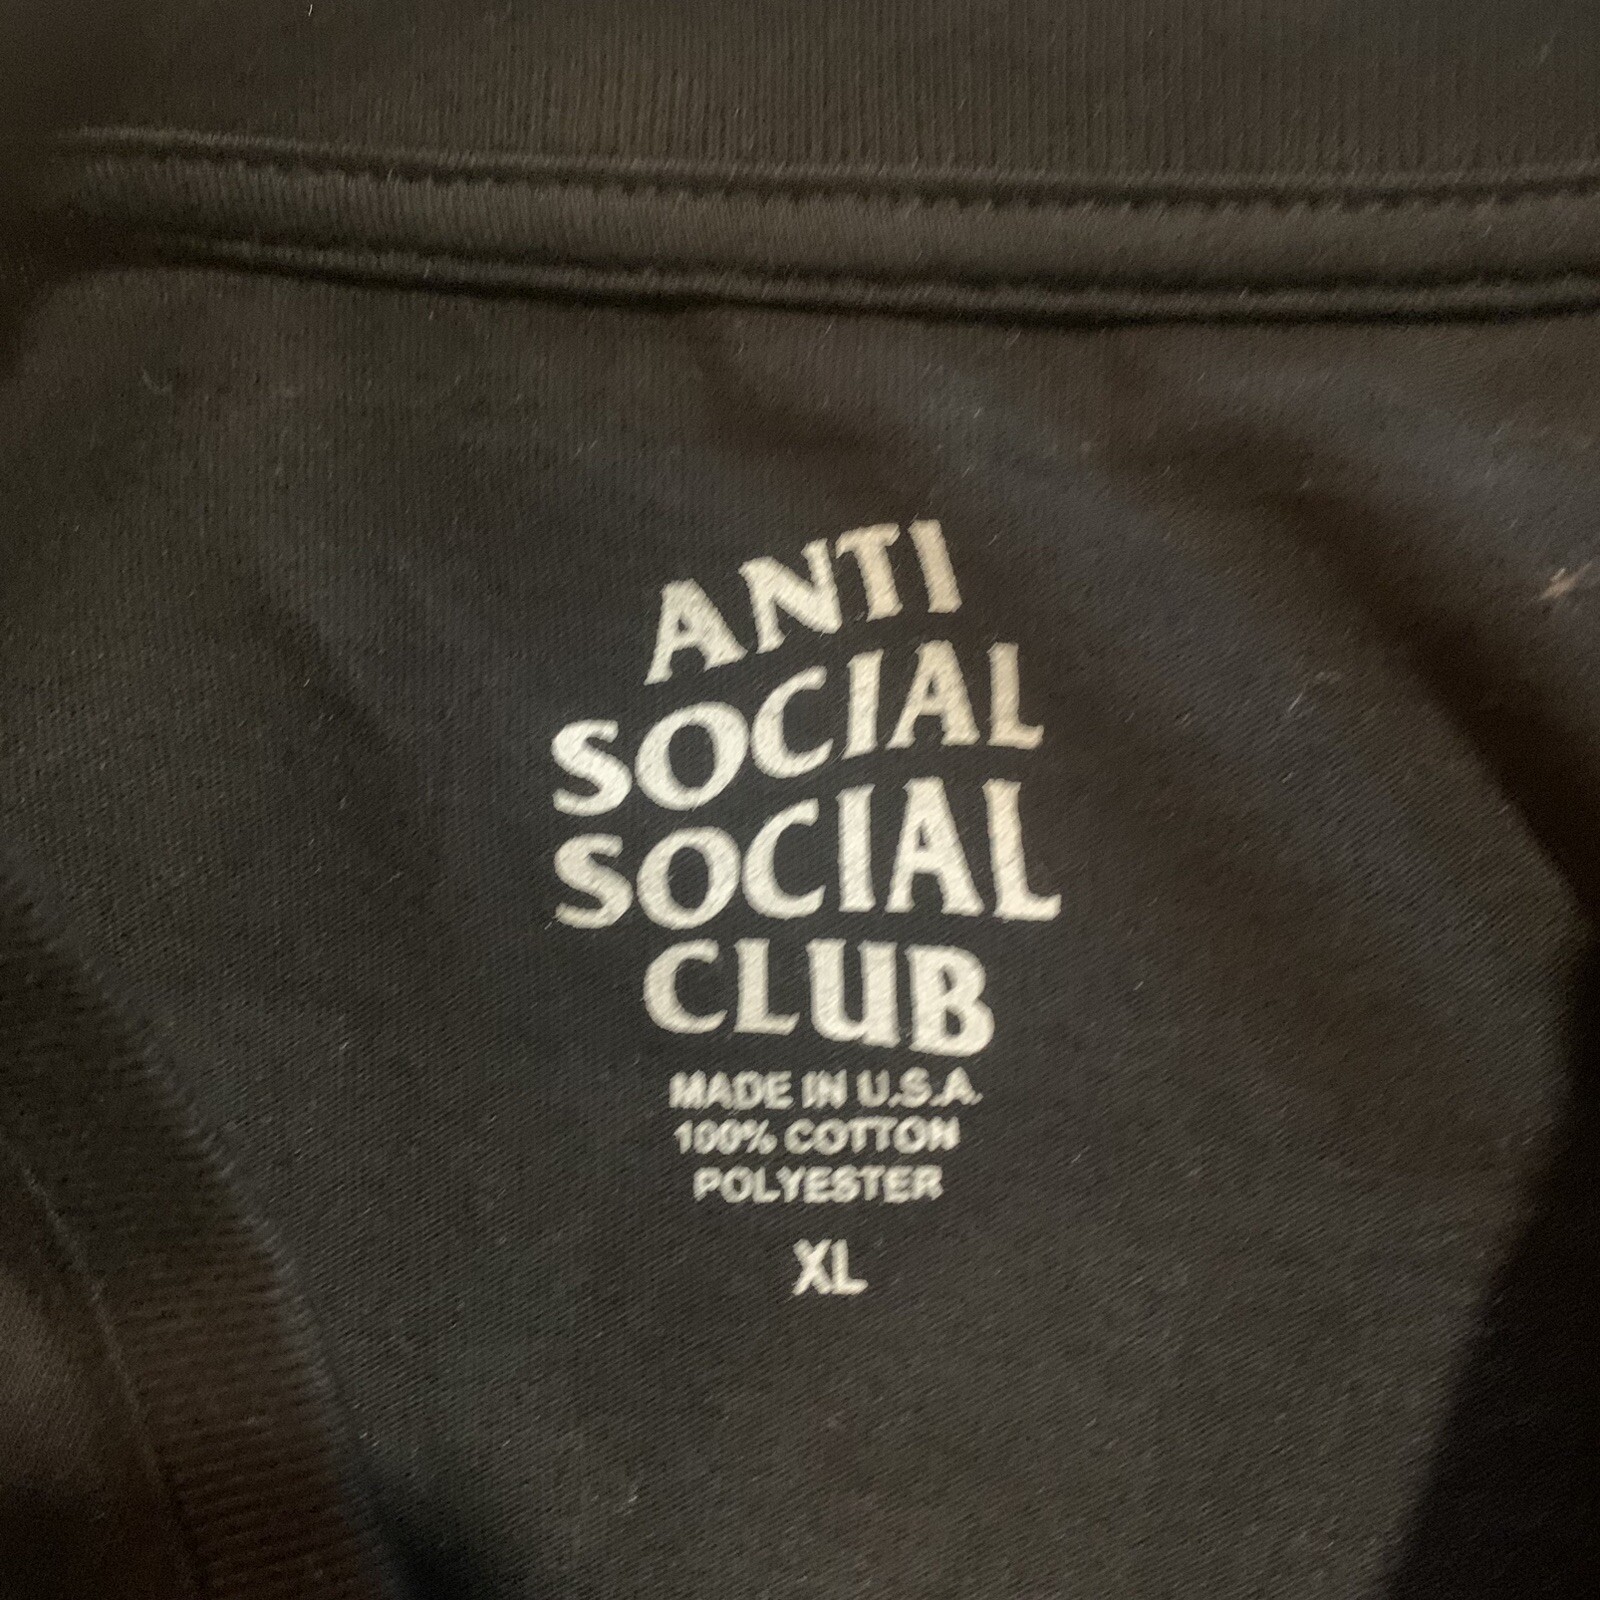 ANTI
SOCIAL
SOCIAL
CLUB
MADE IN U.S.A.
100% COTTON
POLYESTER
XL